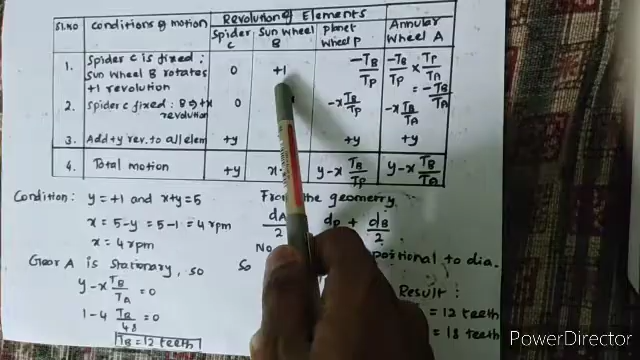 Revolution of Elements
Sl.No Conditions of motion Spider C Sun wheel B Planet wheel P Annular wheel A
1. Spider C is fixed; Sun wheel B rotates +1 revolution 0 +1 -TB/TP -TB/TP × TP/TA = -TB/TA
2. Spider C fixed: B +x revolution 0 -x TB/TP -x TB/TA
3. Add +y rev. to all elem +y +y +y
4. Total motion +y x y-x TB/TP y-x TB/TA
Condition: y = +1 and x+y=5
x = 5-y = 5-1 = 4 rpm
x = 4 rpm
Gear A is Stationary, so
y-x TB/TA = 0
1-4 TB/48 = 0
TB = 12 teeth
From the geometry
dA/2 dp + dB/2
No to dia.
So
Result:
= 12 teeth
= 18 teeth
PowerDirector